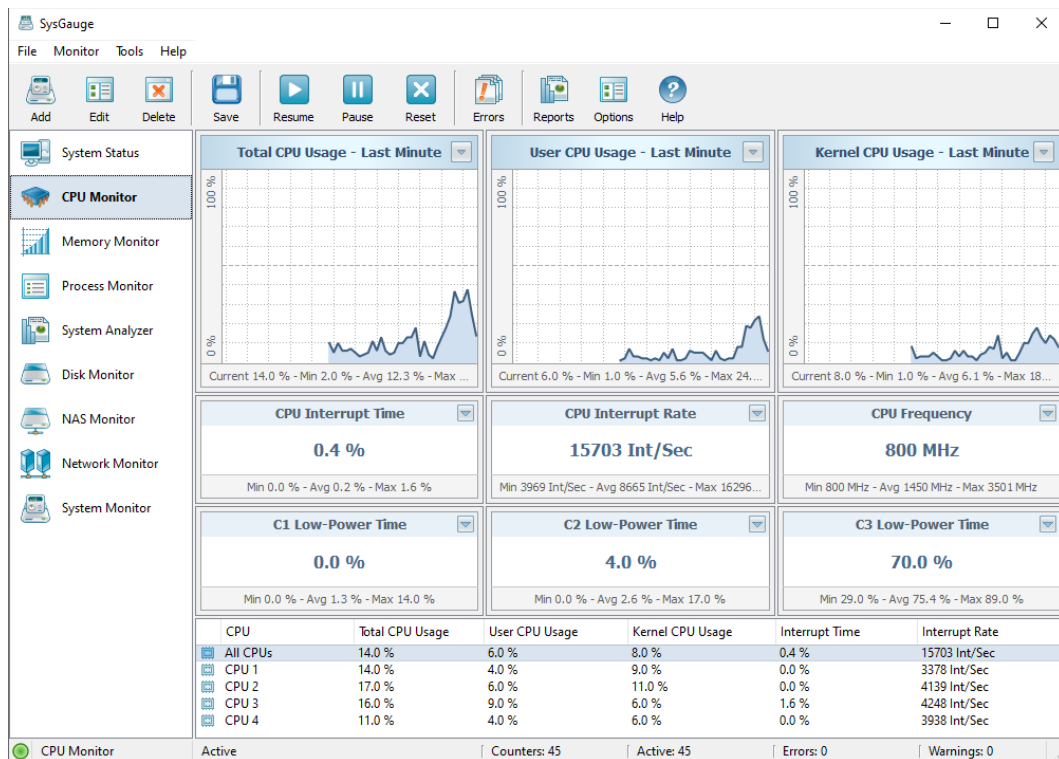 SysGauge
File Monitor Tools Help
Add Edit Delete Save Resume Pause Reset Errors Reports Options Help
System Status
CPU Monitor
Memory Monitor
Process Monitor
System Analyzer
Disk Monitor
NAS Monitor
Network Monitor
System Monitor
Total CPU Usage - Last Minute
100 %
0 %
Current 14.0 % - Min 2.0 % - Avg 12.3 % - Max ...
User CPU Usage - Last Minute
100 %
0 %
Current 6.0 % - Min 1.0 % - Avg 5.6 % - Max 24....
Kernel CPU Usage - Last Minute
100 %
0 %
Current 8.0 % - Min 1.0 % - Avg 6.1 % - Max 18...
CPU Interrupt Time
0.4 %
Min 0.0 % - Avg 0.2 % - Max 1.6 %
CPU Interrupt Rate
15703 Int/Sec
Min 3969 Int/Sec - Avg 8665 Int/Sec - Max 16296...
CPU Frequency
800 MHz
Min 800 MHz - Avg 1450 MHz - Max 3501 MHz
C1 Low-Power Time
0.0 %
Min 0.0 % - Avg 1.3 % - Max 14.0 %
C2 Low-Power Time
4.0 %
Min 0.0 % - Avg 2.6 % - Max 17.0 %
C3 Low-Power Time
70.0 %
Min 29.0 % - Avg 75.4 % - Max 89.0 %
CPU Total CPU Usage User CPU Usage Kernel CPU Usage Interrupt Time Interrupt Rate
All CPUs 14.0 % 6.0 % 8.0 % 0.4 % 15703 Int/Sec
CPU 1 14.0 % 4.0 % 9.0 % 0.0 % 3378 Int/Sec
CPU 2 17.0 % 6.0 % 11.0 % 0.0 % 4139 Int/Sec
CPU 3 16.0 % 9.0 % 6.0 % 1.6 % 4248 Int/Sec
CPU 4 11.0 % 4.0 % 6.0 % 0.0 % 3938 Int/Sec
CPU Monitor Active Counters: 45 Active: 45 Errors: 0 Warnings: 0